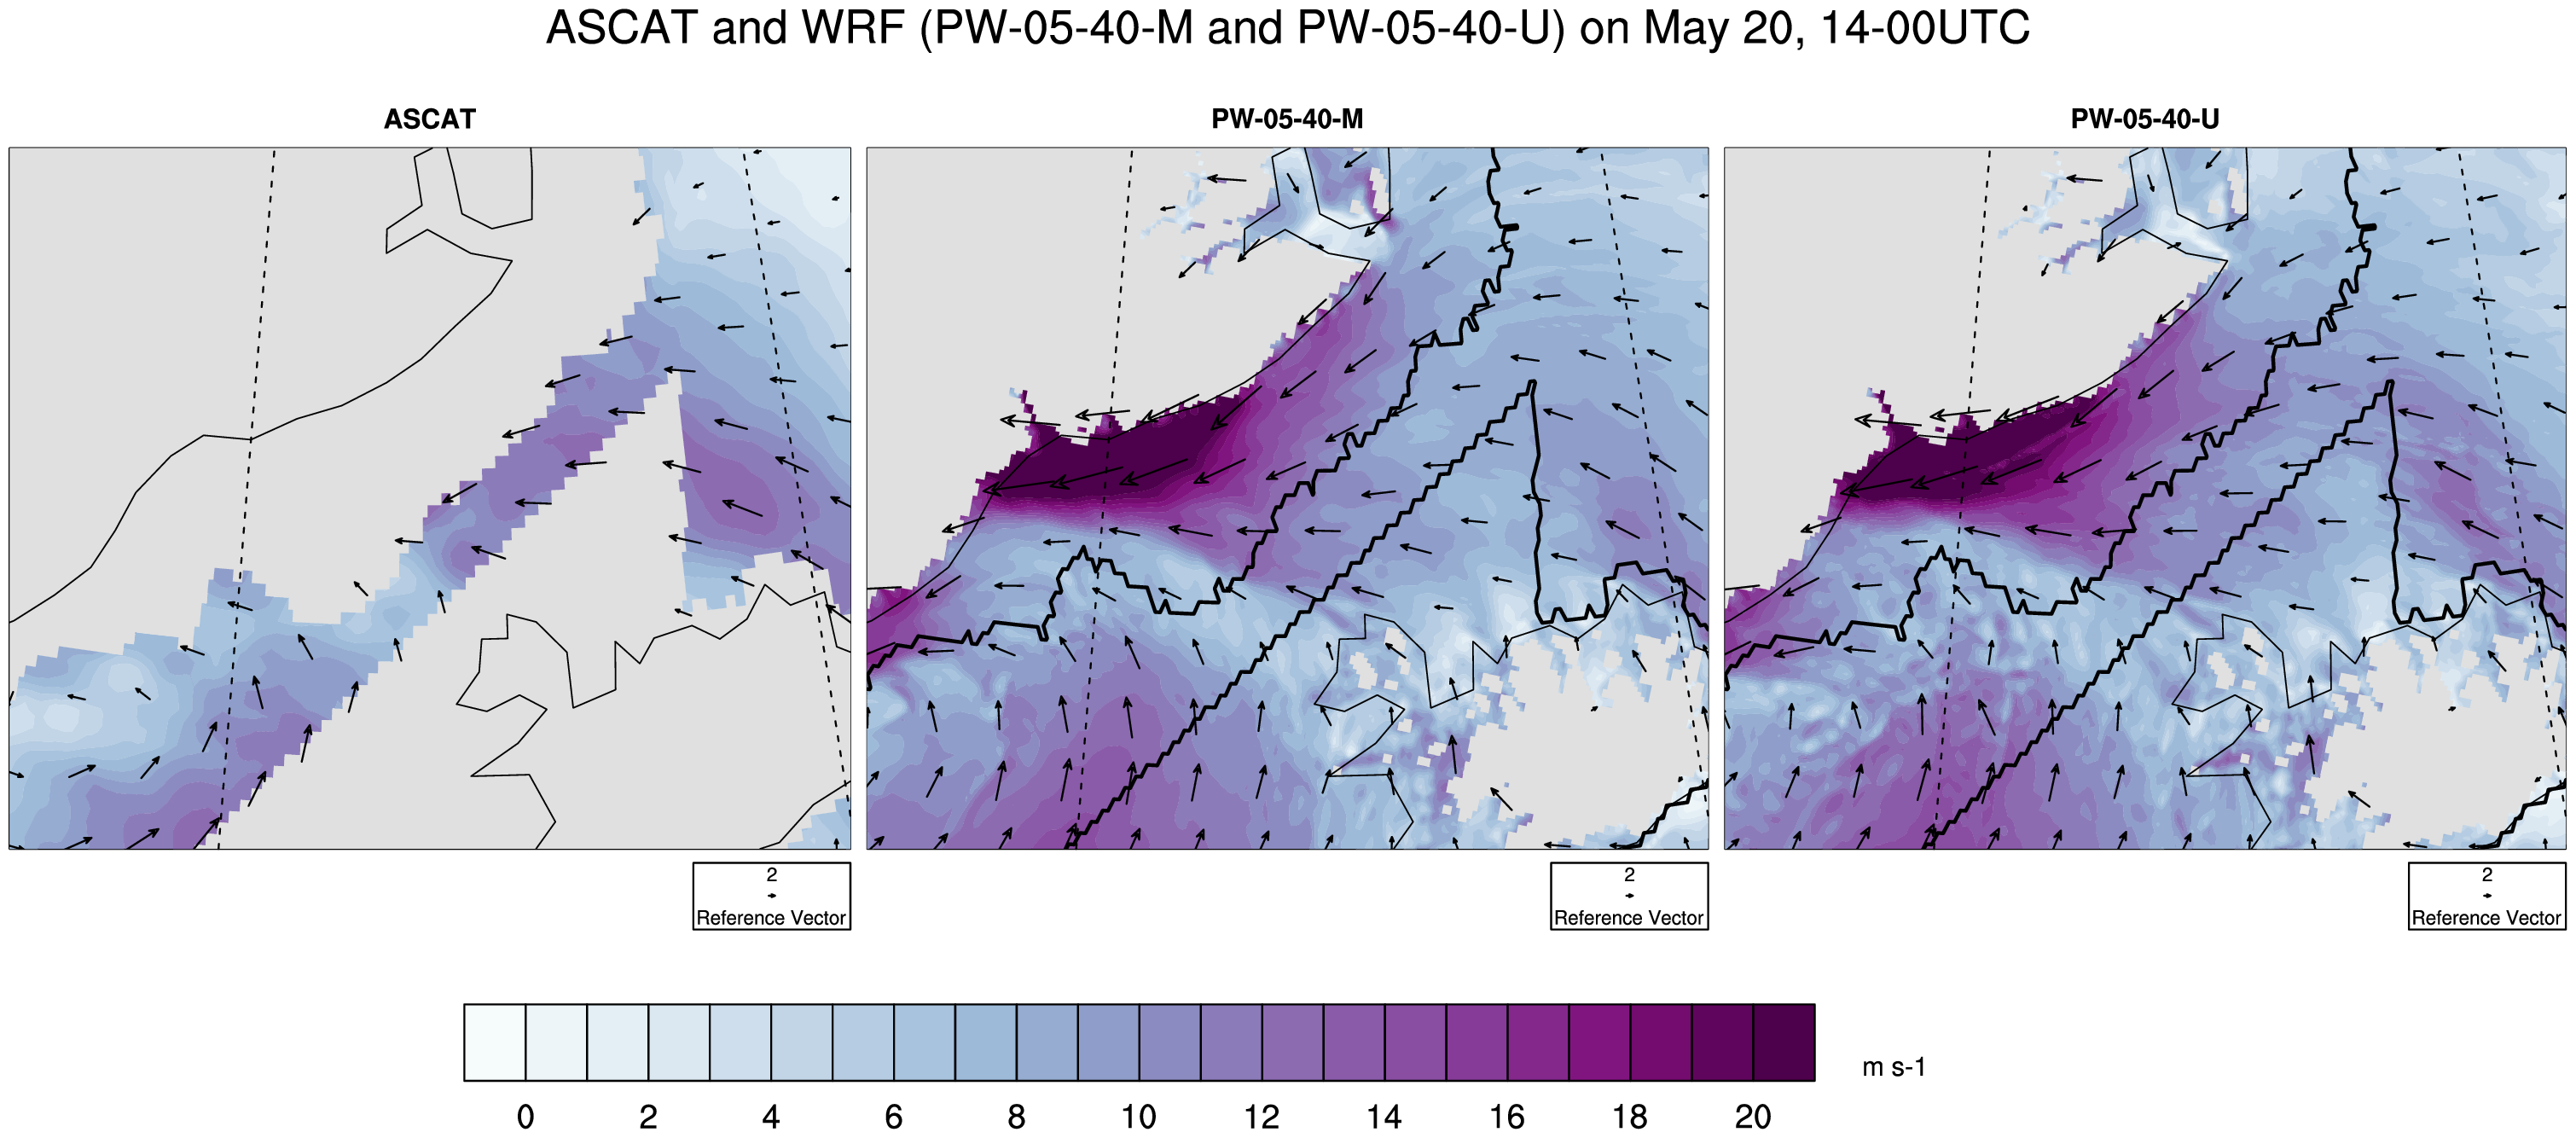 ASCAT and WRF (PW-05-40-M and PW-05-40-U) on May 20, 14-00UTC
ASCAT
PW-05-40-M
PW-05-40-U
2
Reference Vector
2
Reference Vector
2
Reference Vector
m s-1
0 2 4 6 8 10 12 14 16 18 20